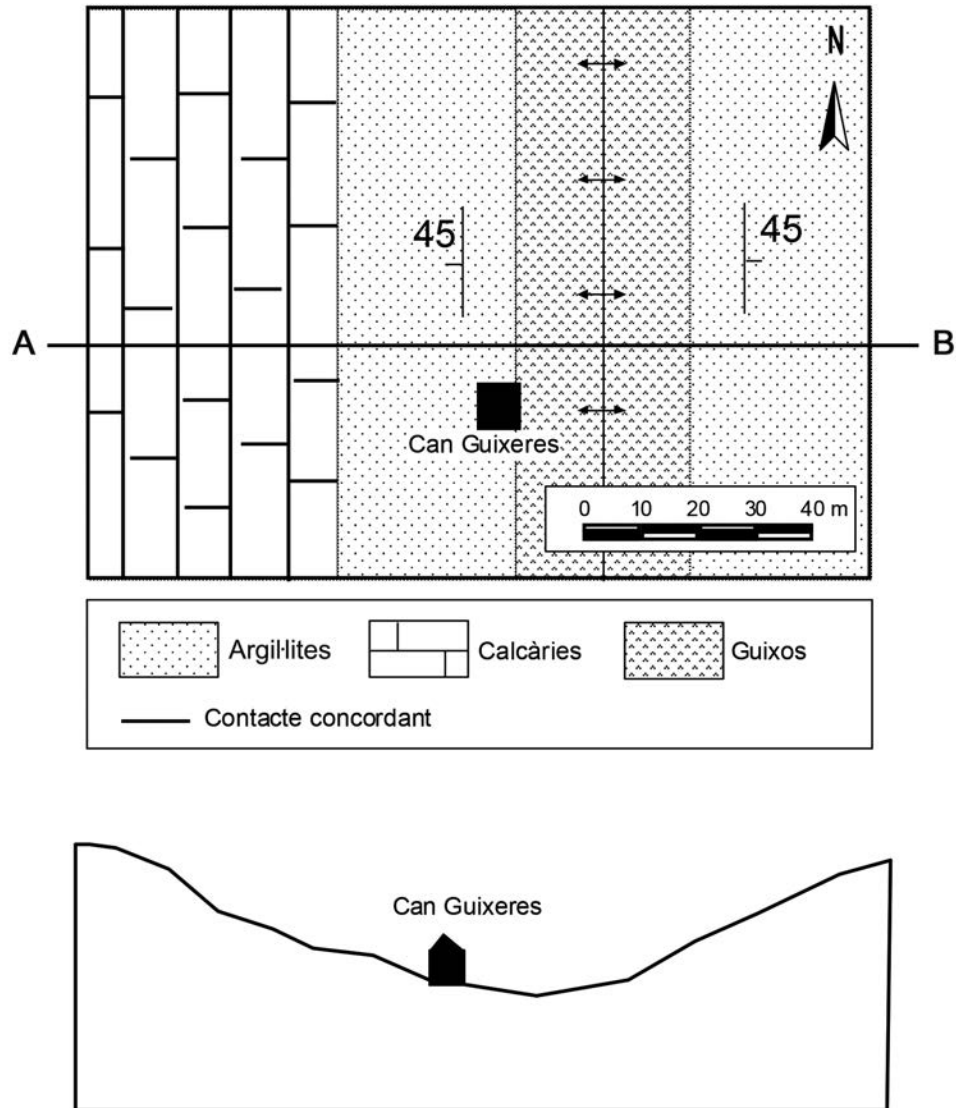 N
45
45
A
B
Can Guixeres
0 10 20 30 40 m
Argil·lites
Calcàries
Guixos
Contacte concordant
Can Guixeres